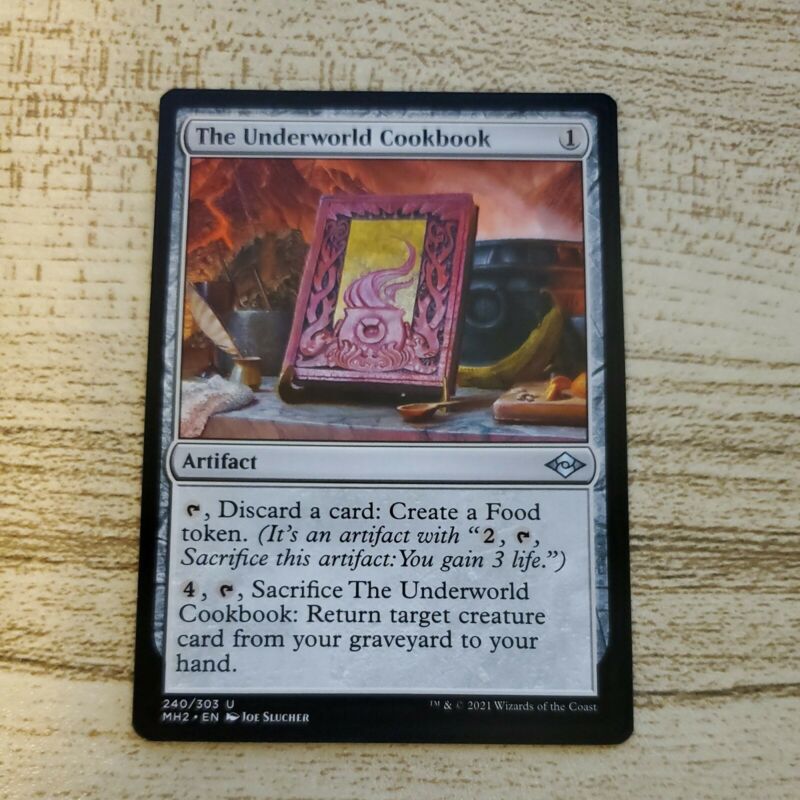 The Underworld Cookbook 1
Artifact
, Discard a card: Create a Food
token. (It's an artifact with "2, ,
Sacrifice this artifact: You gain 3 life.")
4, , Sacrifice The Underworld
Cookbook: Return target creature
card from your graveyard to your
hand.
240/303 U
MH2 • EN Joe Slucher
™ & © 2021 Wizards of the Coast